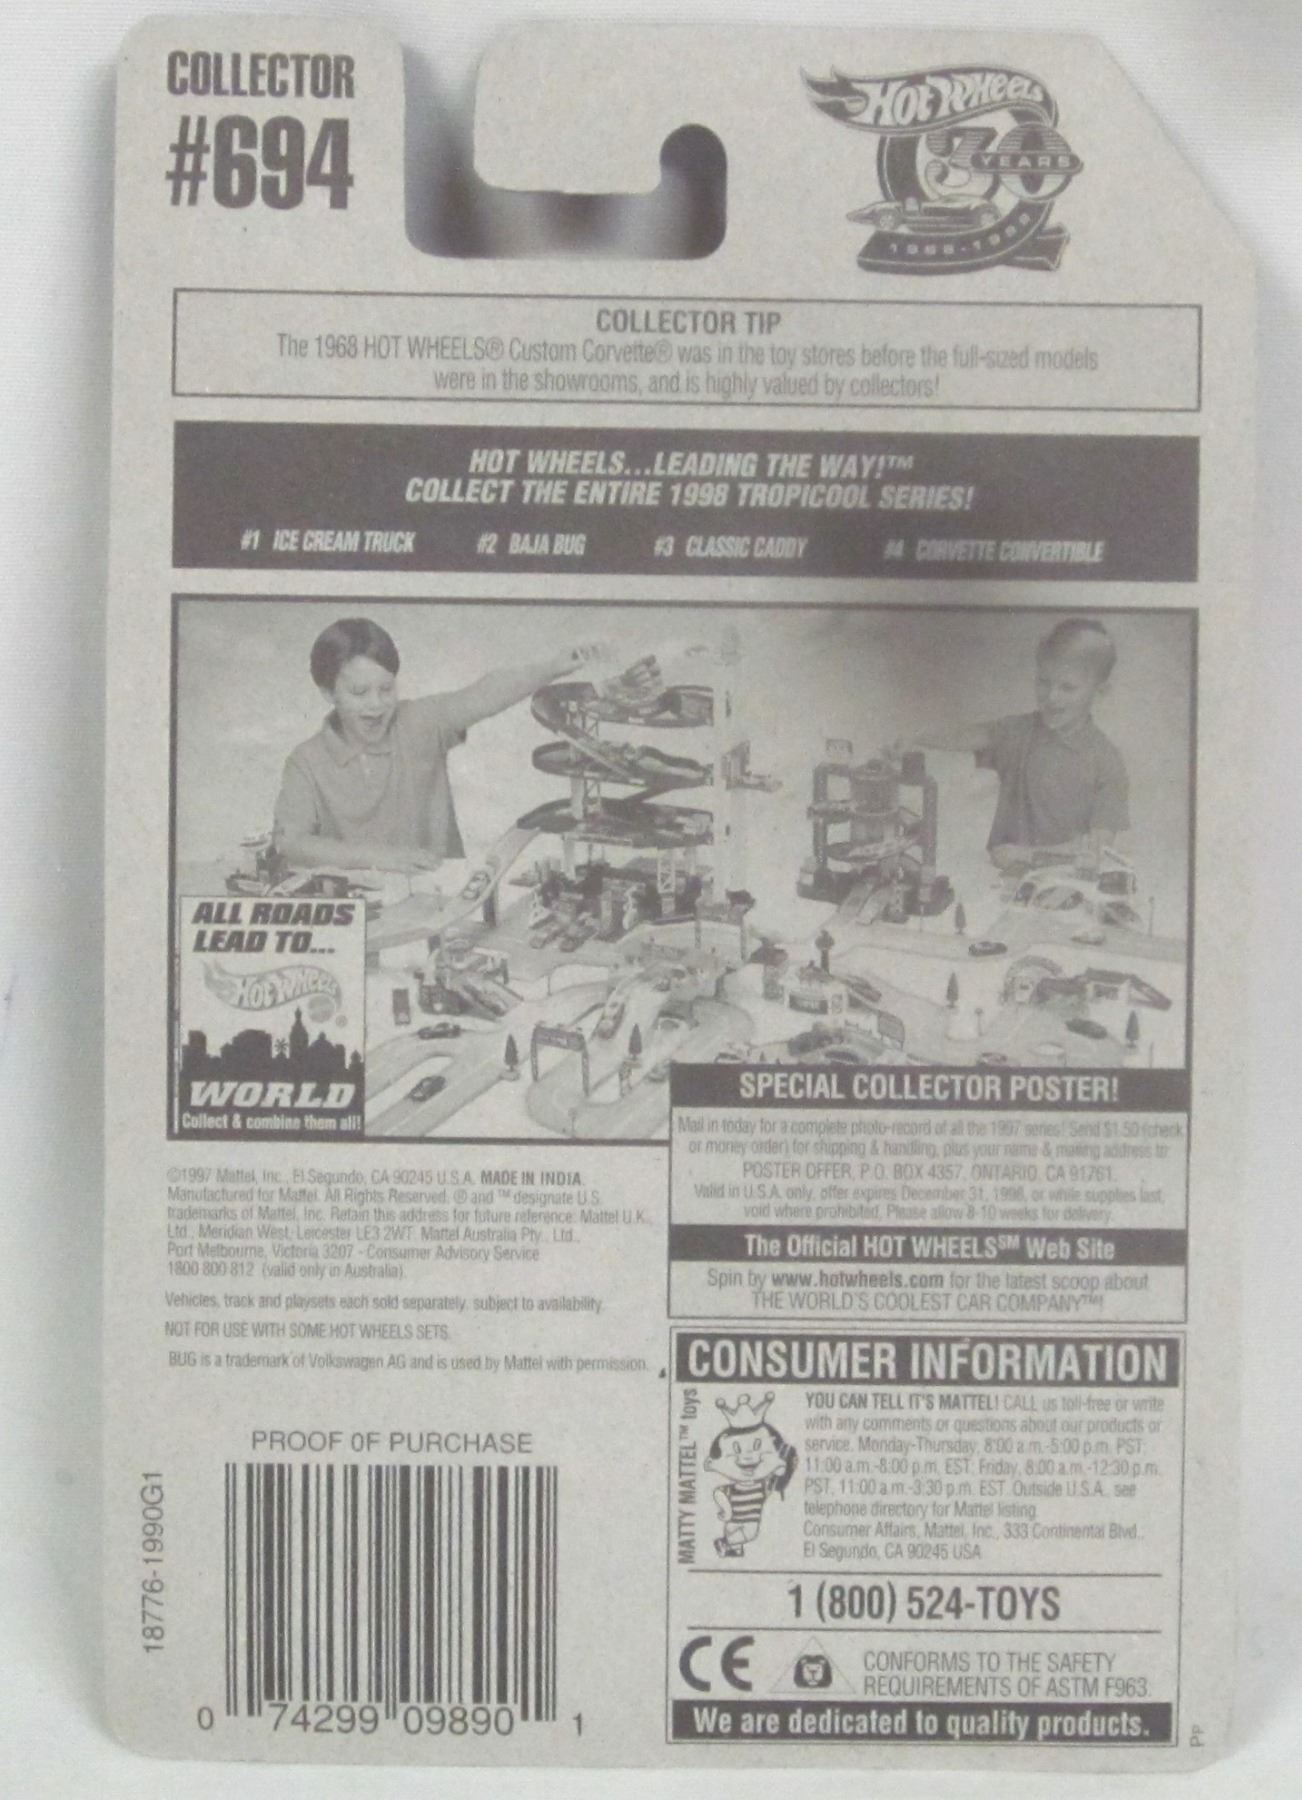 COLLECTOR
#694
HOT WHEELS
30
YEARS
1968-1998
COLLECTOR TIP
The 1968 HOT WHEELS® Custom Corvette® was in the toy stores before the full-sized models
were in the showrooms, and is highly valued by collectors!
HOT WHEELS...LEADING THE WAY!™
COLLECT THE ENTIRE 1998 TROPICOOL SERIES!
#1 ICE CREAM TRUCK #2 BAJA BUG #3 CLASSIC CADDY #4 CORVETTE CONVERTIBLE
ALL ROADS
LEAD TO...
HOT WHEELS ®
WORLD
Collect & combine them all!
SPECIAL COLLECTOR POSTER!
Mail in today for a complete photo-record of all the 1997 series! Send $1.50 (check
or money order) for shipping & handling, plus your name & mailing address to:
POSTER OFFER, P.O. BOX 4357, ONTARIO, CA 91761.
Valid in U.S.A. only, offer expires December 31, 1998, or while supplies last,
void where prohibited. Please allow 8-10 weeks for delivery.
The Official HOT WHEELS℠ Web Site
Spin by www.hotwheels.com for the latest scoop about
THE WORLD'S COOLEST CAR COMPANY™!
©1997 Mattel, Inc., El Segundo, CA 90245 U.S.A. MADE IN INDIA.
Manufactured for Mattel. All Rights Reserved. ® and ™ designate U.S.
trademarks of Mattel, Inc. Retain this address for future reference: Mattel U.K.,
Ltd., Meridian West, Leicester LE3 2WT. Mattel Australia Pty., Ltd.,
Port Melbourne, Victoria 3207 - Consumer Advisory Service
1800 800 812 (valid only in Australia).
Vehicles, track and playsets each sold separately, subject to availability.
NOT FOR USE WITH SOME HOT WHEELS SETS.
BUG is a trademark of Volkswagen AG and is used by Mattel with permission.
CONSUMER INFORMATION
MATTY MATTEL™ toys
YOU CAN TELL IT'S MATTEL! CALL us toll-free or write
with any comments or questions about our products or
service. Monday-Thursday, 8:00 a.m.-5:00 p.m. PST;
11:00 a.m.-8:00 p.m. EST; Friday, 8:00 a.m.-12:30 p.m.
PST, 11:00 a.m.-3:30 p.m. EST. Outside U.S.A., see
telephone directory for Mattel listing.
Consumer Affairs, Mattel, Inc., 333 Continental Blvd.,
El Segundo, CA 90245 USA
1 (800) 524-TOYS
CE
CONFORMS TO THE SAFETY
REQUIREMENTS OF ASTM F963.
We are dedicated to quality products.
PP
PROOF OF PURCHASE
18776-1990G1
0 74299 09890 1